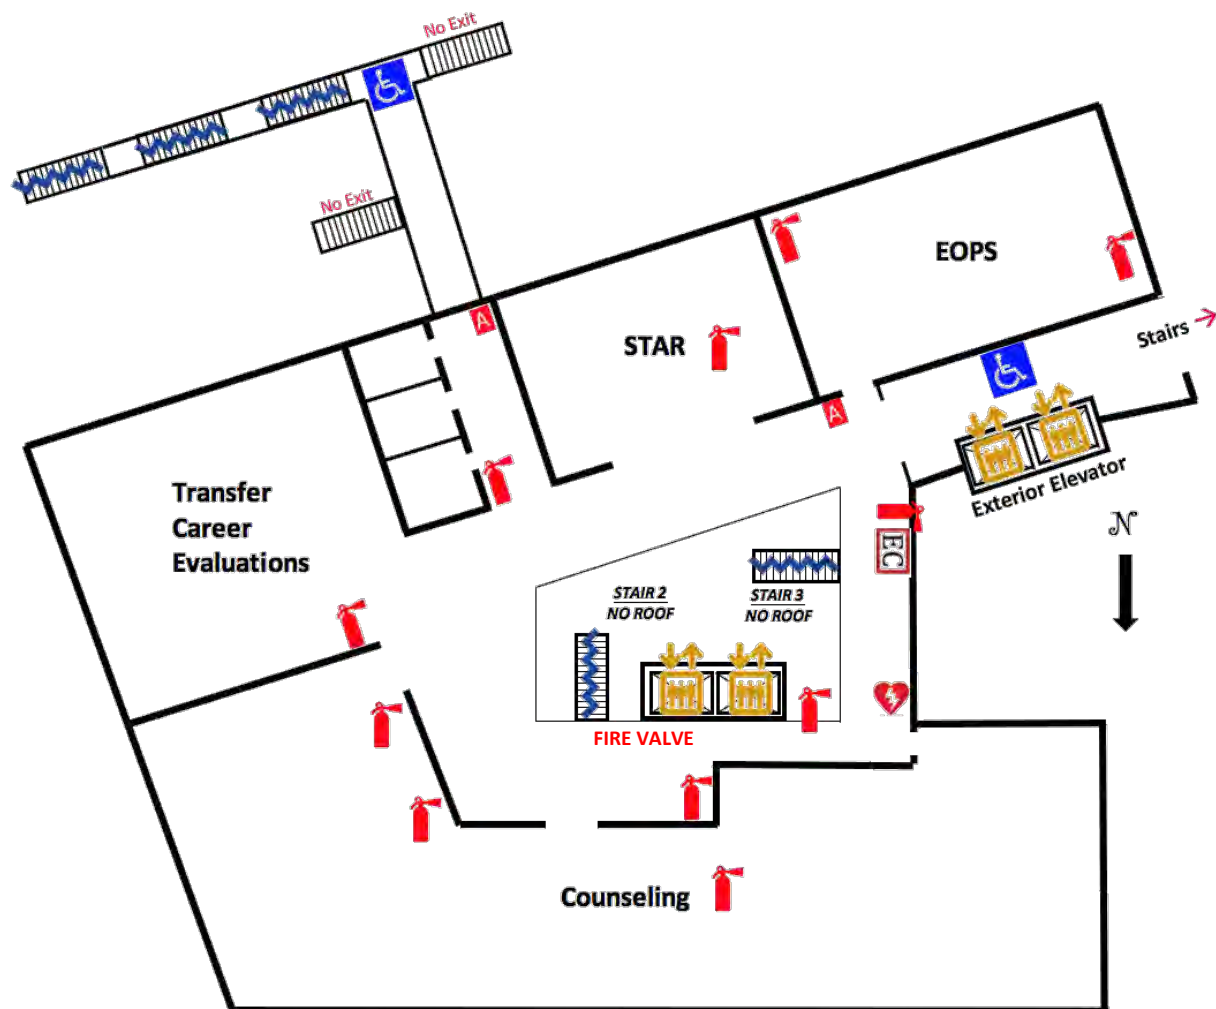 No Exit
No Exit
EOPS
Stairs
STAR
A
A
Exterior Elevator
Transfer
Career
Evaluations
N
EC
STAIR 2
NO ROOF
STAIR 3
NO ROOF
FIRE VALVE
Counseling